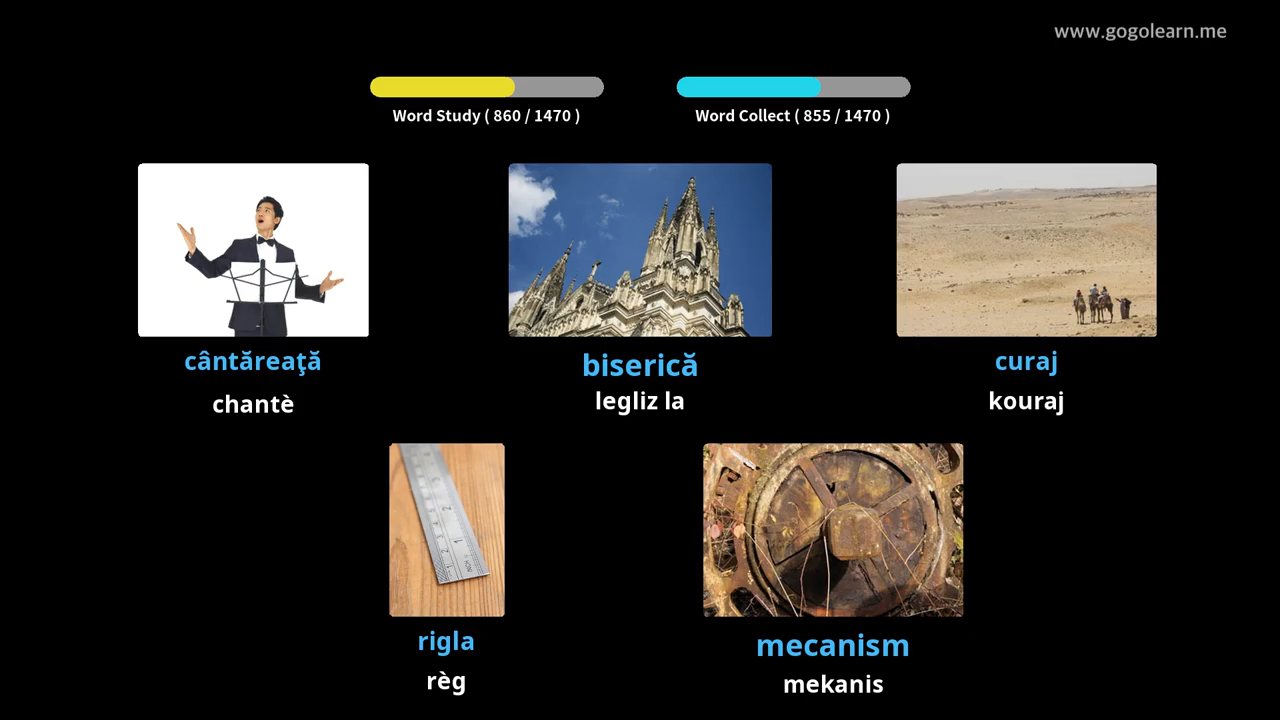 www.gogolearn.me
Word Study ( 860 / 1470 )
Word Collect ( 855 / 1470 )
cântăreaţă
chantè
biserică
legliz la
curaj
kouraj
rigla
règ
mecanism
mekanis